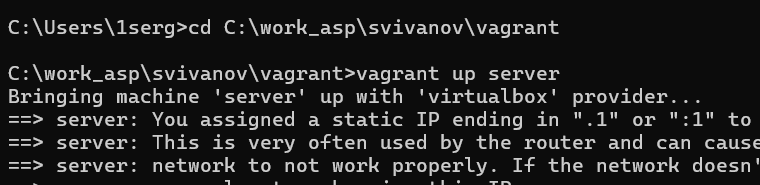 C:\Users\1serg>cd C:\work_asp\svivanov\vagrant
C:\work_asp\svivanov\vagrant>vagrant up server
Bringing machine 'server' up with 'virtualbox' provider...
==> server: You assigned a static IP ending in ".1" or ":1" to
==> server: This is very often used by the router and can cause
==> server: network to not work properly. If the network doesn'